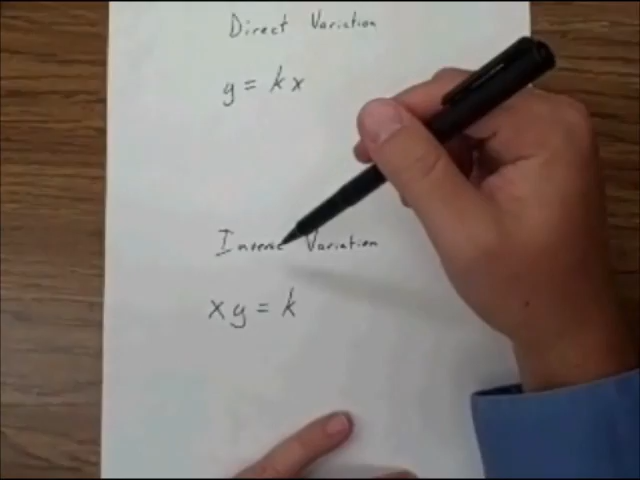 Direct Variation
y = kx
Inverse Variation
xy = k